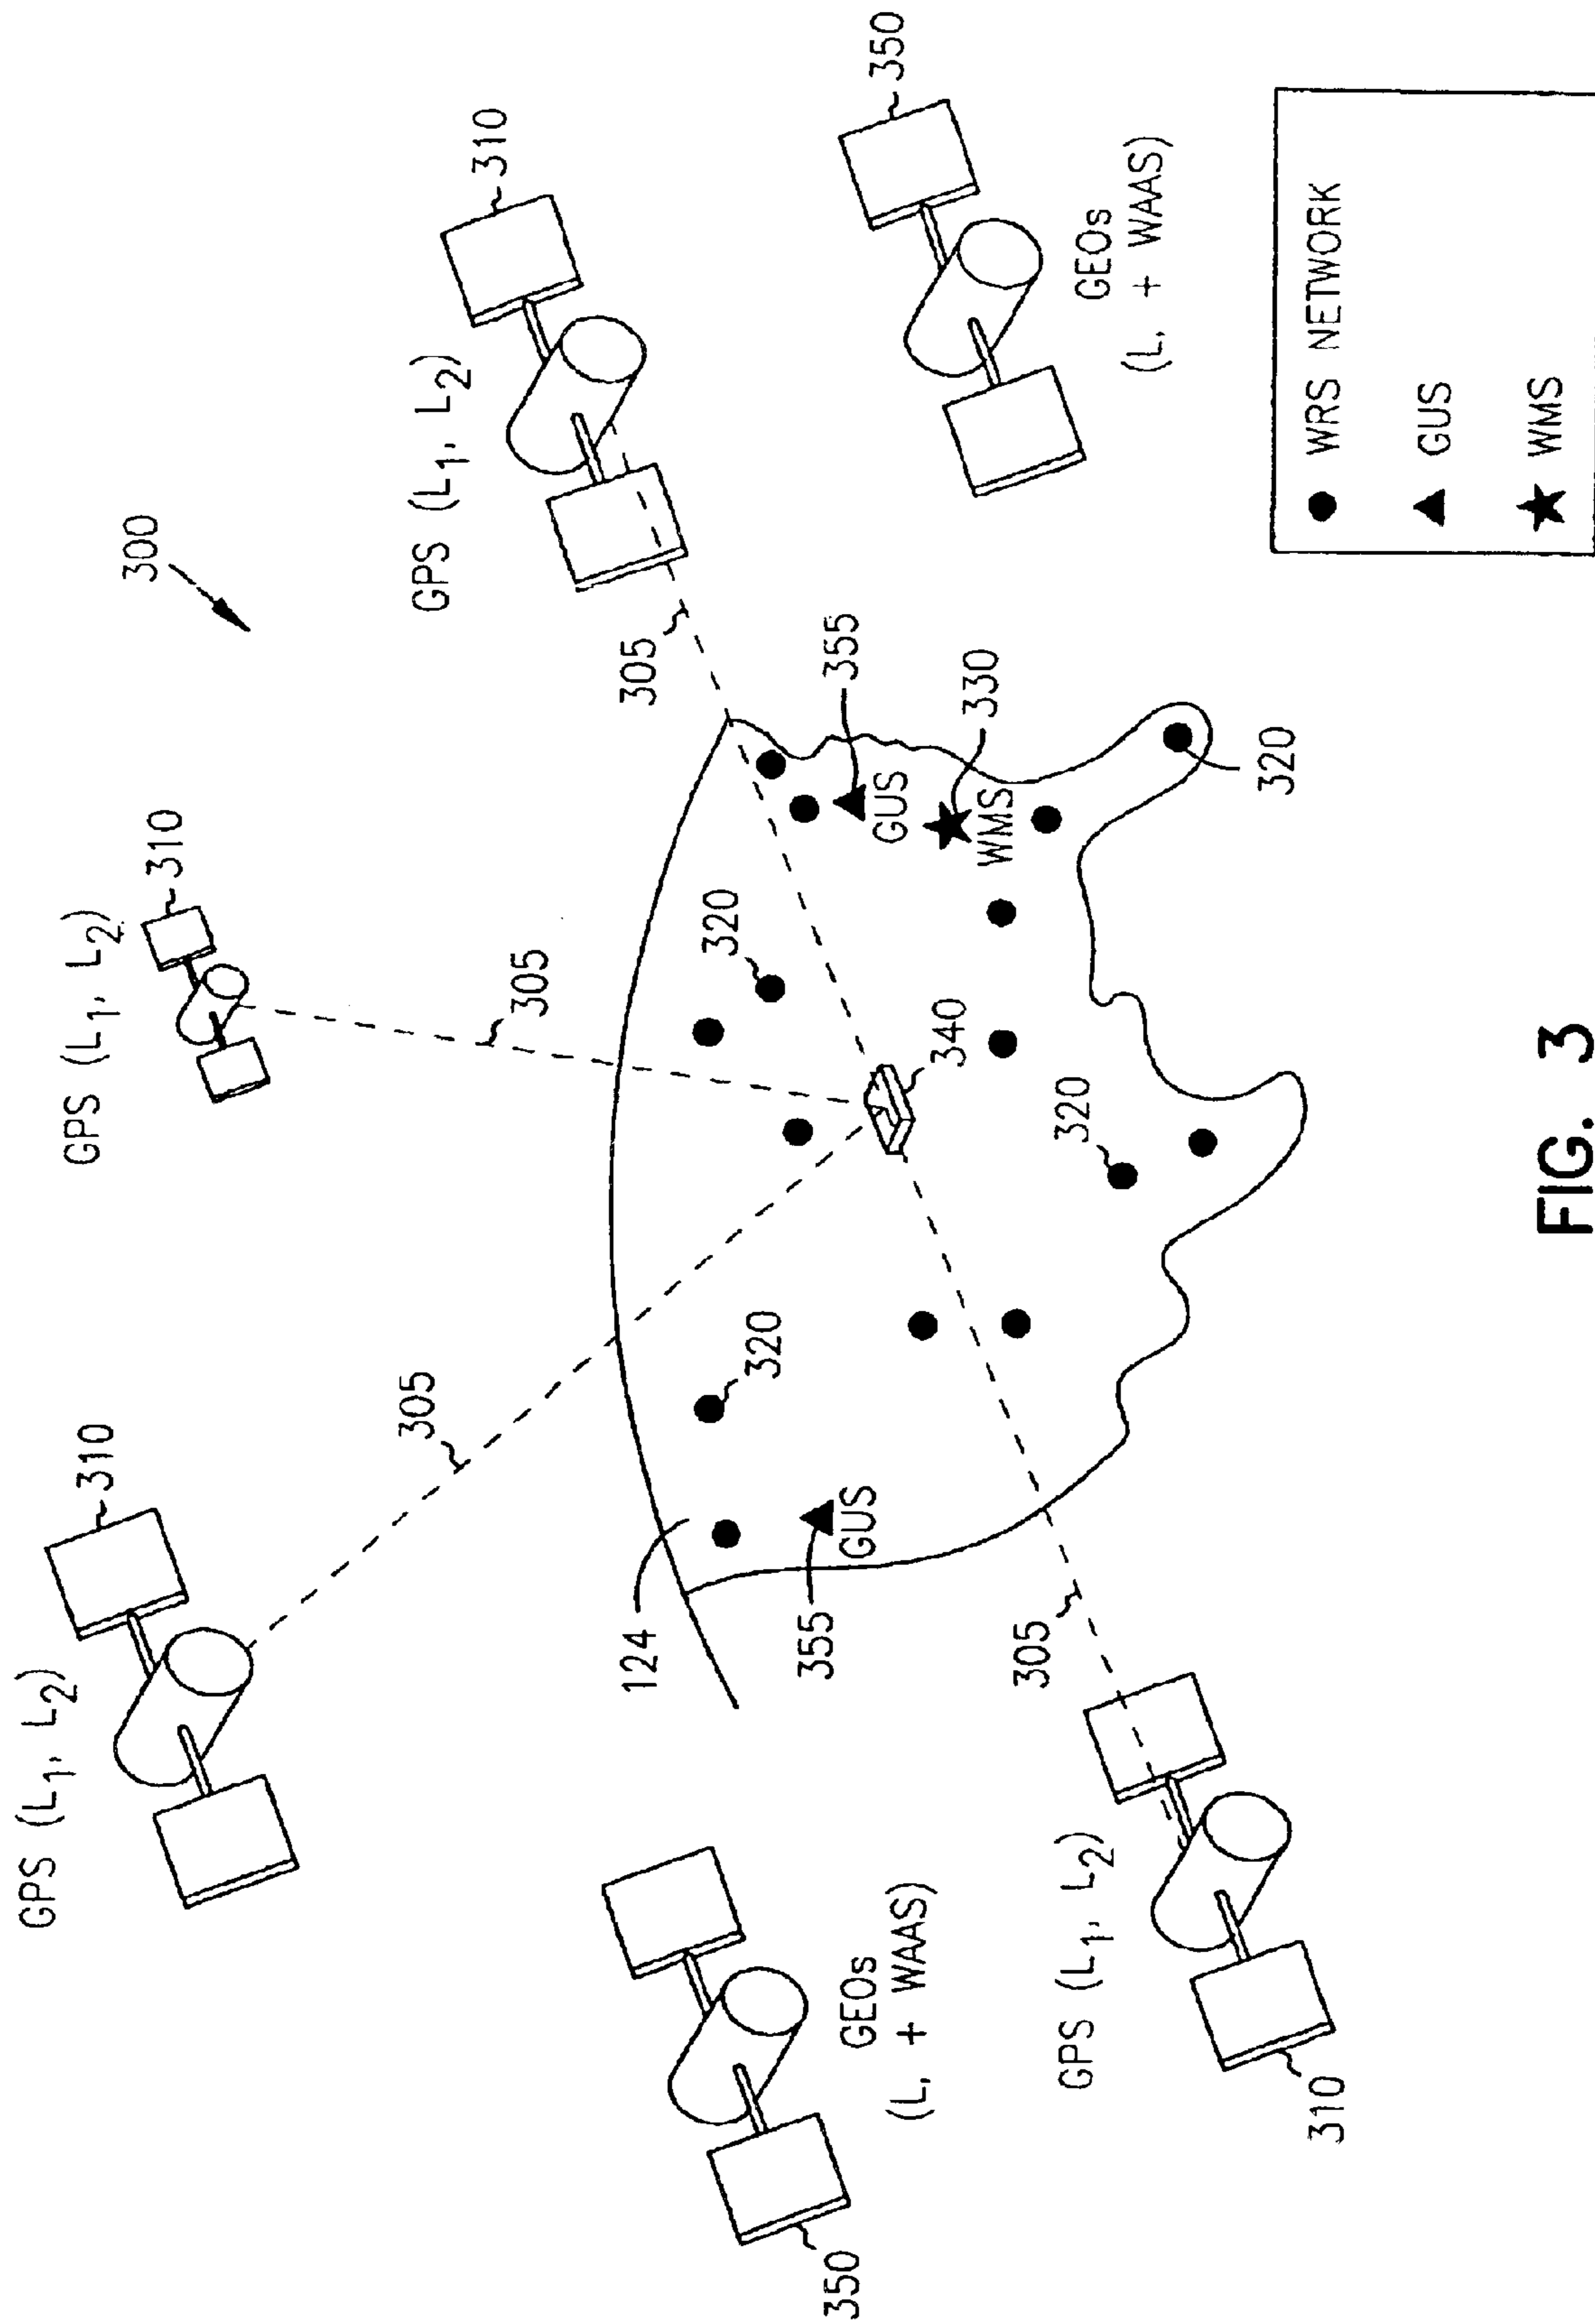 300
GPS (L1, L2)
310
GPS (L1, L2)
310
GPS (L1, L2)
310
305
305
305
124
320
320
350
GEOs
(L, + WAAS)
355
GUS
GUS
355
340
330
WMS
320
320
305
GPS (L1, L2)
310
350
GEOs
(L, + WAAS)
WRS NETWORK
GUS
WMS
FIG. 3